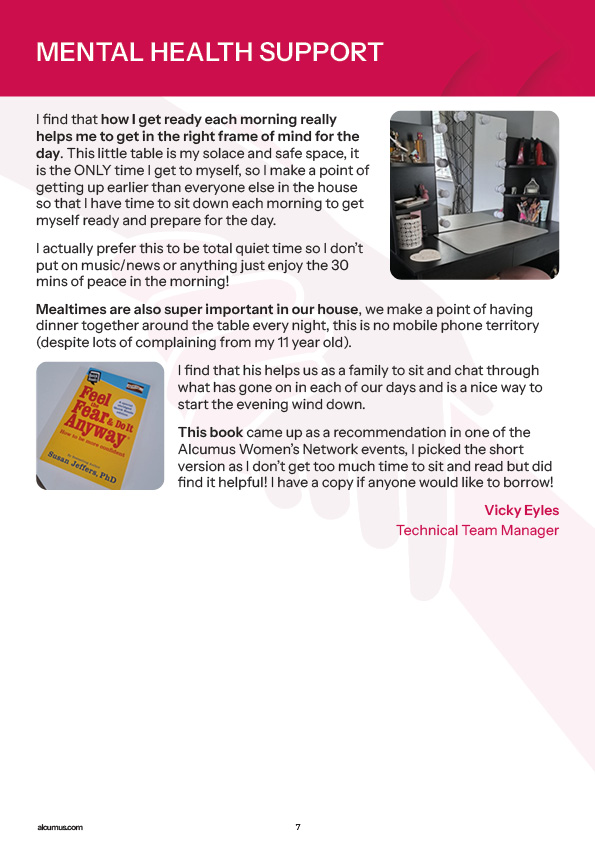 MENTAL HEALTH SUPPORT
I find that how I get ready each morning really
helps me to get in the right frame of mind for the
day. This little table is my solace and safe space, it
is the ONLY time I get to myself, so I make a point of
getting up earlier than everyone else in the house
so that I have time to sit down each morning to get
myself ready and prepare for the day.
I actually prefer this to be total quiet time so I don’t
put on music/news or anything just enjoy the 30
mins of peace in the morning!
Mealtimes are also super important in our house, we make a point of having
dinner together around the table every night, this is no mobile phone territory
(despite lots of complaining from my 11 year old).
Feel
the
Fear & Do It
Anyway
How to be more confident
Susan Jeffers, PhD
I find that his helps us as a family to sit and chat through
what has gone on in each of our days and is a nice way to
start the evening wind down.
This book came up as a recommendation in one of the
Alcumus Women’s Network events, I picked the short
version as I don’t get too much time to sit and read but did
find it helpful! I have a copy if anyone would like to borrow!
Vicky Eyles
Technical Team Manager
alcumus.com
7